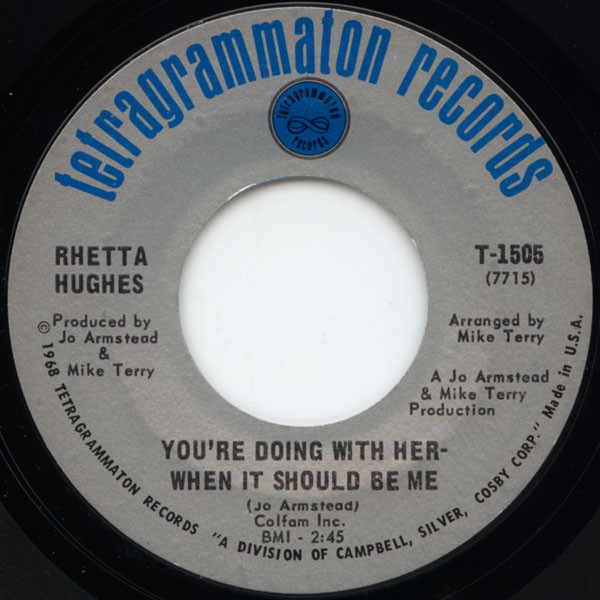 tetragrammaton records
tetragrammaton
records
RHETTA
HUGHES
T-1505
(7715)
Produced by
Jo Armstead
&
Mike Terry
Arranged by
Mike Terry
A Jo Armstead
& Mike Terry
Production
YOU'RE DOING WITH HER-
WHEN IT SHOULD BE ME
(Jo Armstead)
Colfam Inc.
BMI - 2:45
© 1968 TETRAGRAMMATON RECORDS "A DIVISION OF CAMPBELL, SILVER, COSBY CORP." Made in U.S.A.